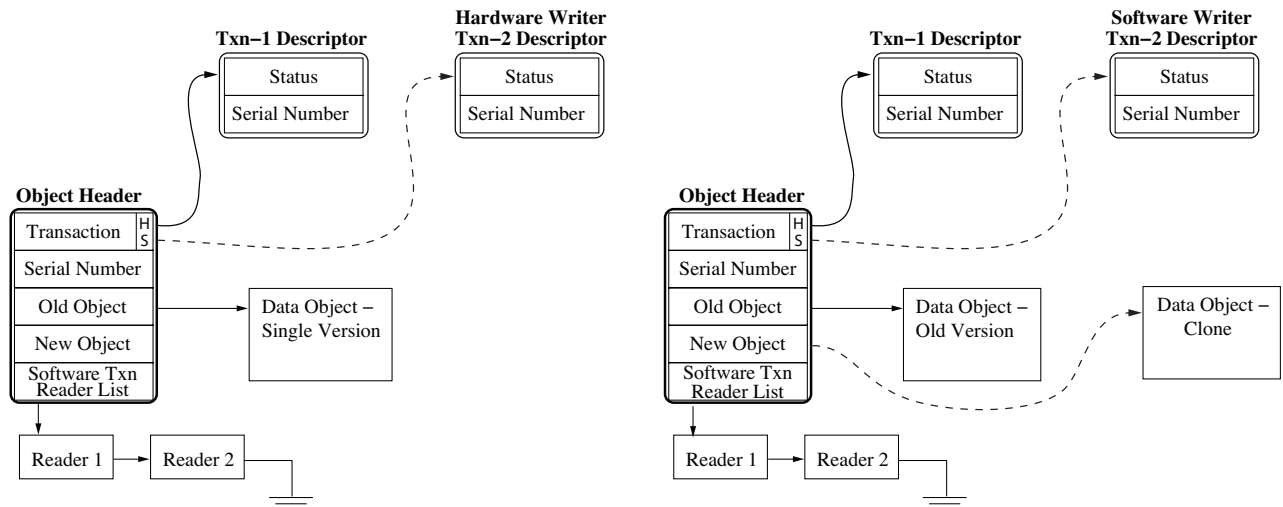 Hardware Writer
Txn−1 Descriptor
Txn−2 Descriptor
Status
Serial Number
Status
Serial Number
Object Header
Transaction
H
S
Serial Number
Old Object
New Object
Software Txn
Reader List
Data Object −
Single Version
Reader 1
Reader 2
Software Writer
Txn−1 Descriptor
Txn−2 Descriptor
Status
Serial Number
Status
Serial Number
Object Header
Transaction
H
S
Serial Number
Old Object
New Object
Software Txn
Reader List
Data Object −
Old Version
Data Object −
Clone
Reader 1
Reader 2